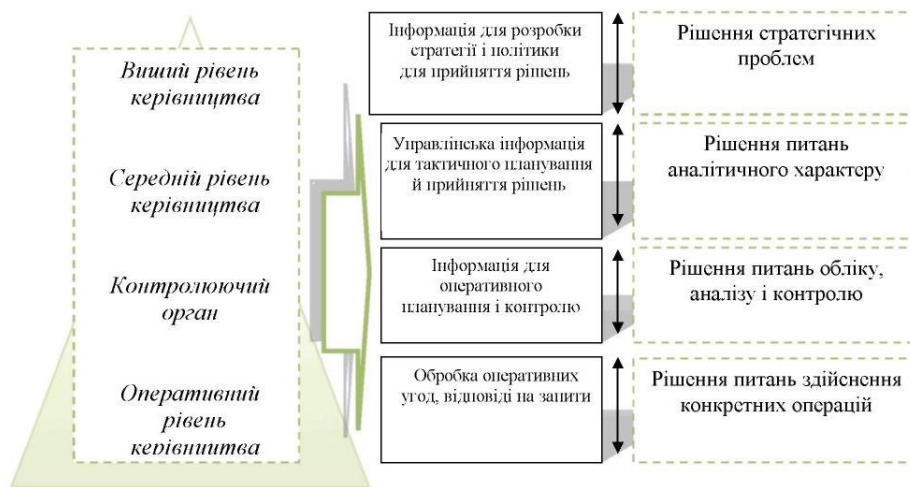 Виший рівень
керівництва
Середній рівень
керівництва
Контролюючий
орган
Оперативний
рівень
керівництва
Інформація для розробки
стратегії і політики
для прийняття рішень
Управлінська інформація
для тактичного планування
й прийняття рішень
Інформація для
оперативного
планування і контролю
Обробка оперативних
угод, відповіді на запити
Рішення стратегічних
проблем
Рішення питань
аналітичного характеру
Рішення питань обліку,
аналізу і контролю
Рішення питань здійснення
конкретних операцій